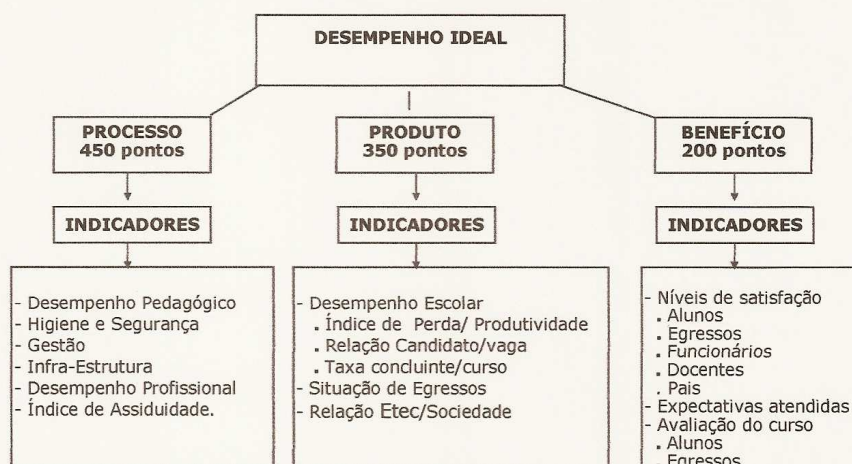 DESEMPENHO IDEAL
PROCESSO
450 pontos
INDICADORES
- Desempenho Pedagógico
- Higiene e Segurança
- Gestão
- Infra-Estrutura
- Desempenho Profissional
- Índice de Assiduidade.
PRODUTO
350 pontos
INDICADORES
- Desempenho Escolar
. Índice de Perda/ Produtividade
. Relação Candidato/vaga
. Taxa concluinte/curso
- Situação de Egressos
- Relação Etec/Sociedade
BENEFÍCIO
200 pontos
INDICADORES
- Níveis de satisfação
. Alunos
. Egressos
. Funcionários
. Docentes
. Pais
- Expectativas atendidas
- Avaliação do curso
. Alunos
. Egressos